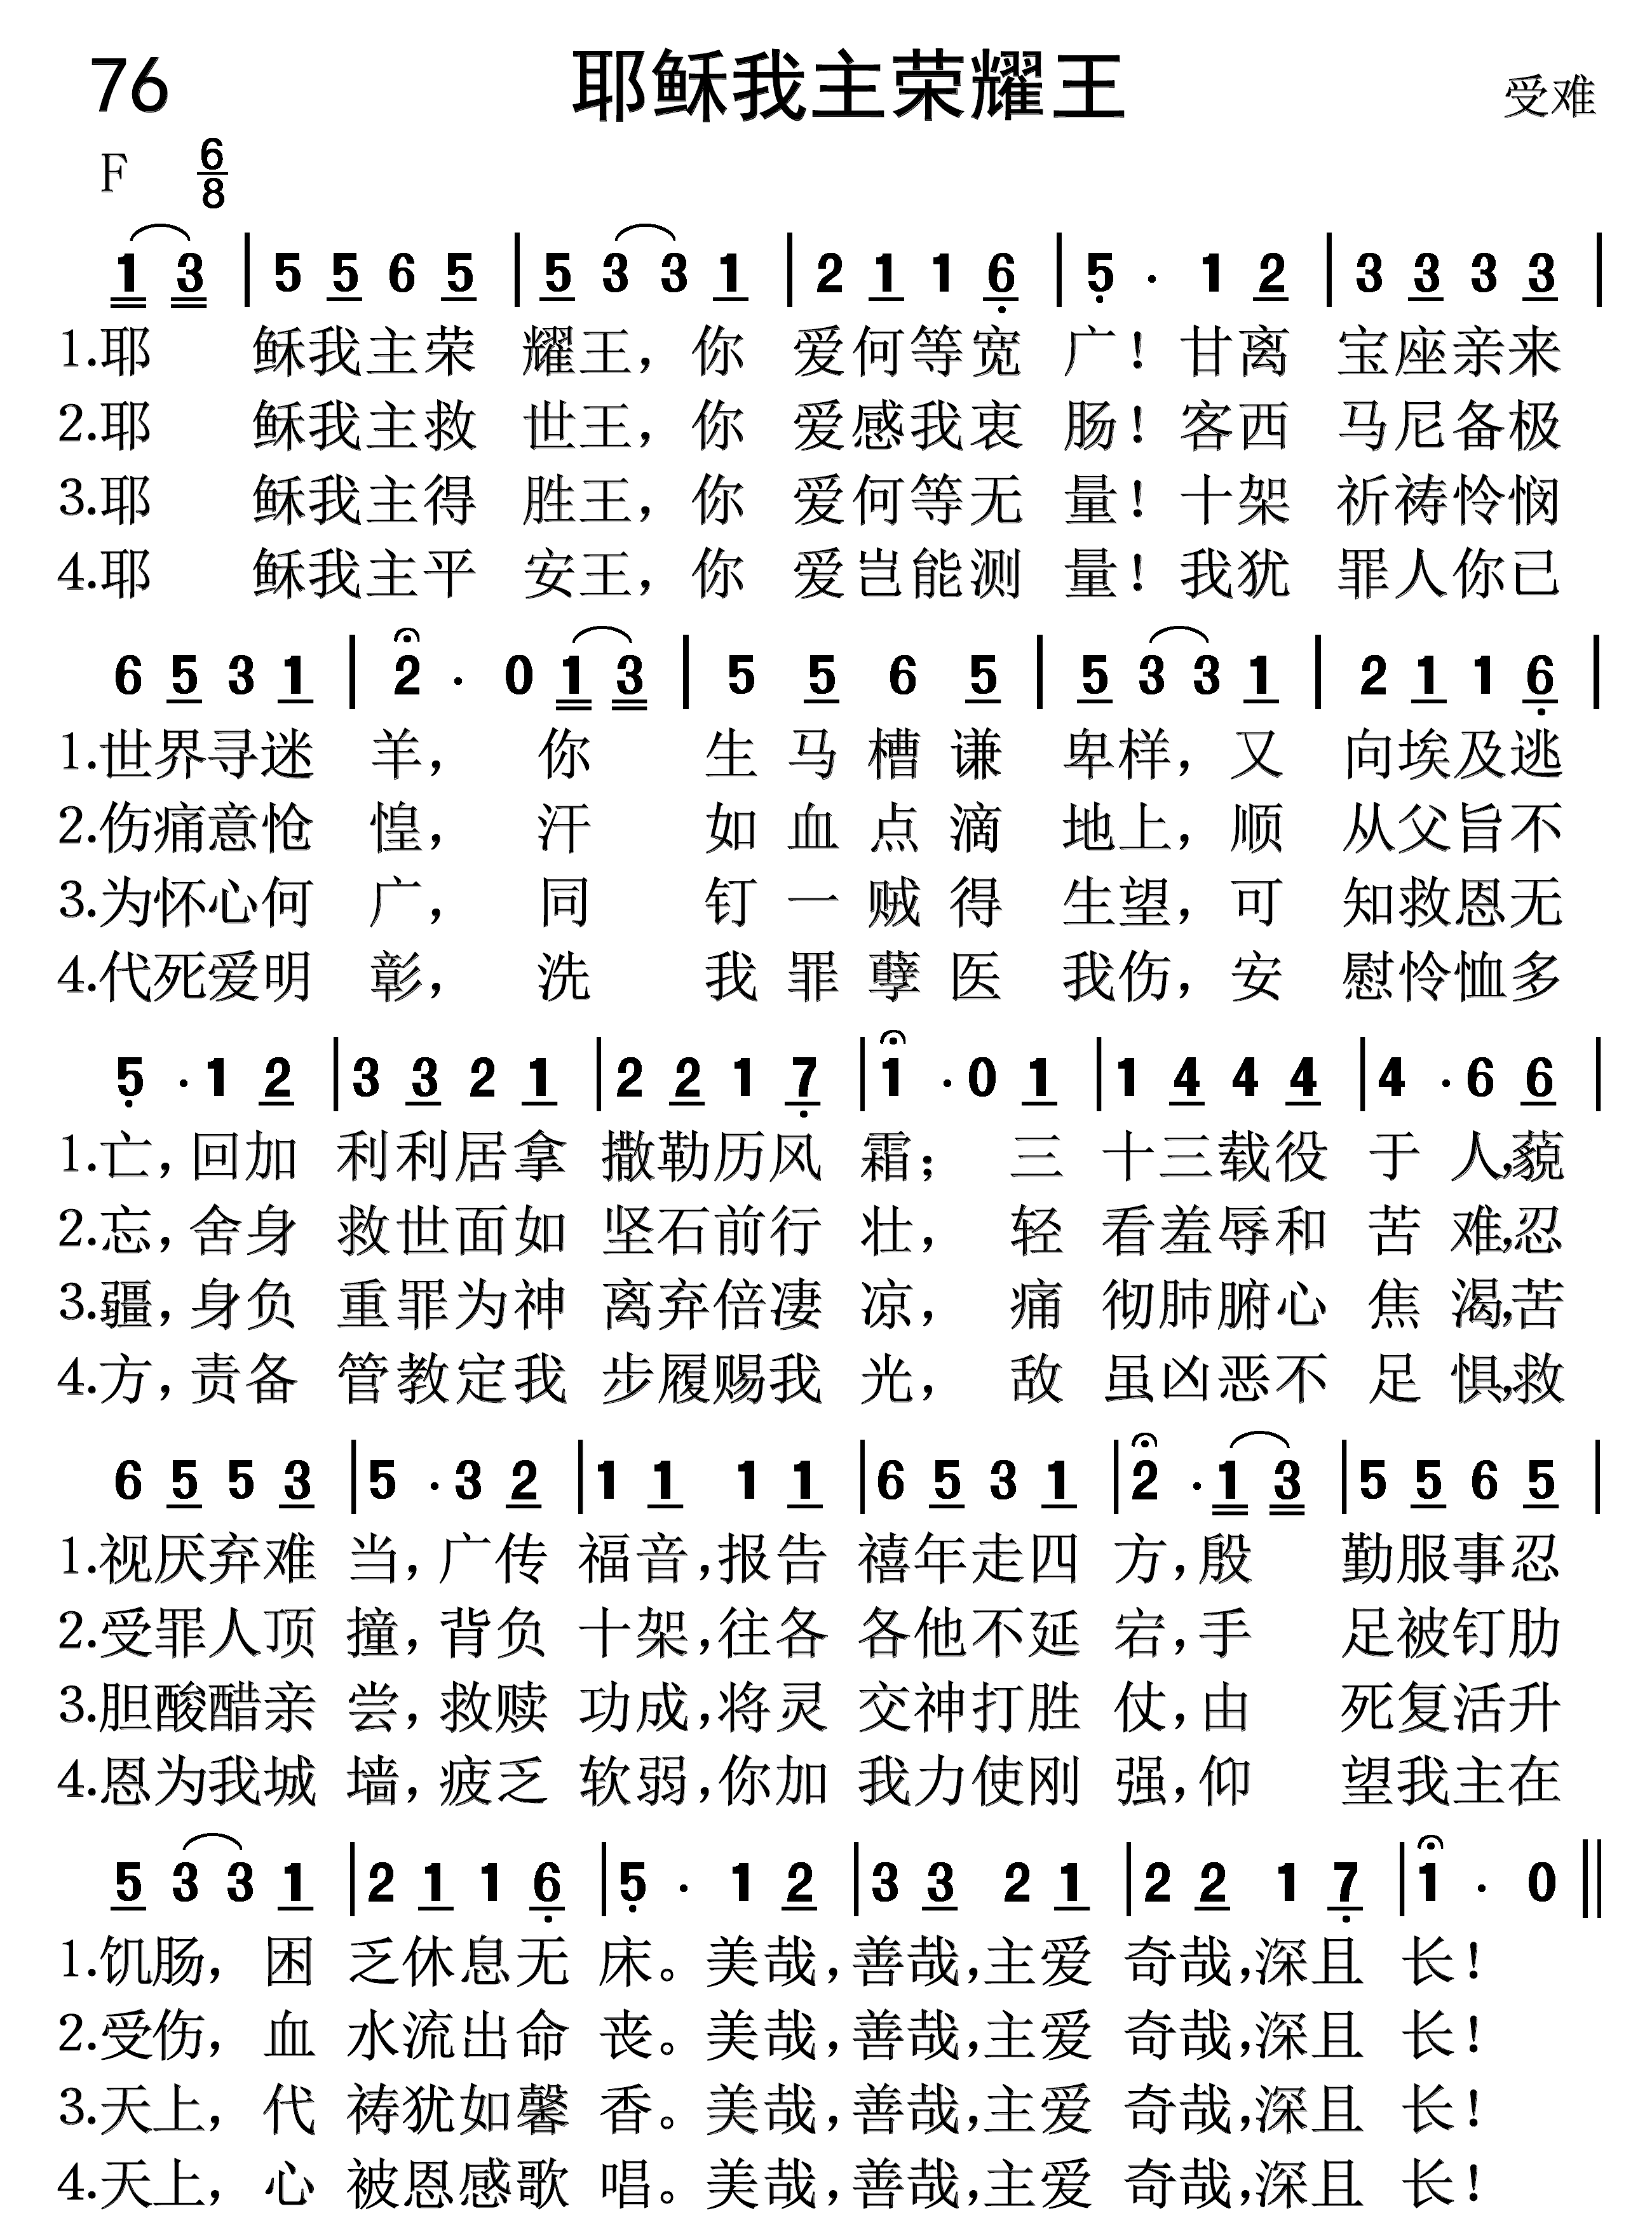 76 耶稣我主荣耀王 受难
F 6/8
1 3 | 5 5 6 5 | 5 3 3 1 | 2 1 1 6 | 5 · 1 2 | 3 3 3 3 |
1.耶 稣我主荣 耀王，你 爱何等宽 广！甘离 宝座亲来
2.耶 稣我主救 世王，你 爱感我衷 肠！客西 马尼备极
3.耶 稣我主得 胜王，你 爱何等无 量！十架 祈祷怜悯
4.耶 稣我主平 安王，你 爱岂能测 量！我犹 罪人你已
6 5 3 1 | 2 · 0 1 3 | 5 5 6 5 | 5 3 3 1 | 2 1 1 6 |
1.世界寻迷 羊， 你 生马槽谦 卑样，又 向埃及逃
2.伤痛意怆 惶， 汗 如血点滴 地上，顺 从父旨不
3.为怀心何 广， 同 钉一贼得 生望，可 知救恩无
4.代死爱明 彰， 洗 我罪孽医 我伤，安 慰怜恤多
5 · 1 2 | 3 3 2 1 | 2 2 1 7 | 1 · 0 1 | 1 4 4 4 | 4 · 6 6 |
1.亡，回加 利利居拿 撒勒历风 霜； 三 十三载役 于 人，藐
2.忘，舍身 救世面如 坚石前行 壮， 轻 看羞辱和 苦 难，忍
3.疆，身负 重罪为神 离弃倍凄 凉， 痛 彻肺腑心 焦 渴，苦
4.方，责备 管教定我 步履赐我 光， 敌 虽凶恶不 足 惧，救
6 5 5 3 | 5 · 3 2 | 1 1 1 1 | 6 5 3 1 | 2 · 1 3 | 5 5 6 5 |
1.视厌弃难 当，广传 福音，报告 禧年走四 方，殷 勤服事忍
2.受罪人顶 撞，背负 十架，往各 各他不延 宕，手 足被钉肋
3.胆酸醋亲 尝，救赎 功成，将灵 交神打胜 仗，由 死复活升
4.恩为我城 墙，疲乏 软弱，你加 我力使刚 强，仰 望我主在
5 3 3 1 | 2 1 1 6 | 5 · 1 2 | 3 3 2 1 | 2 2 1 7 | 1 · 0 ||
1.饥肠，困 乏休息无 床。美哉，善哉，主爱 奇哉，深且 长！
2.受伤，血 水流出命 丧。美哉，善哉，主爱 奇哉，深且 长！
3.天上，代 祷犹如馨 香。美哉，善哉，主爱 奇哉，深且 长！
4.天上，心 被恩感歌 唱。美哉，善哉，主爱 奇哉，深且 长！